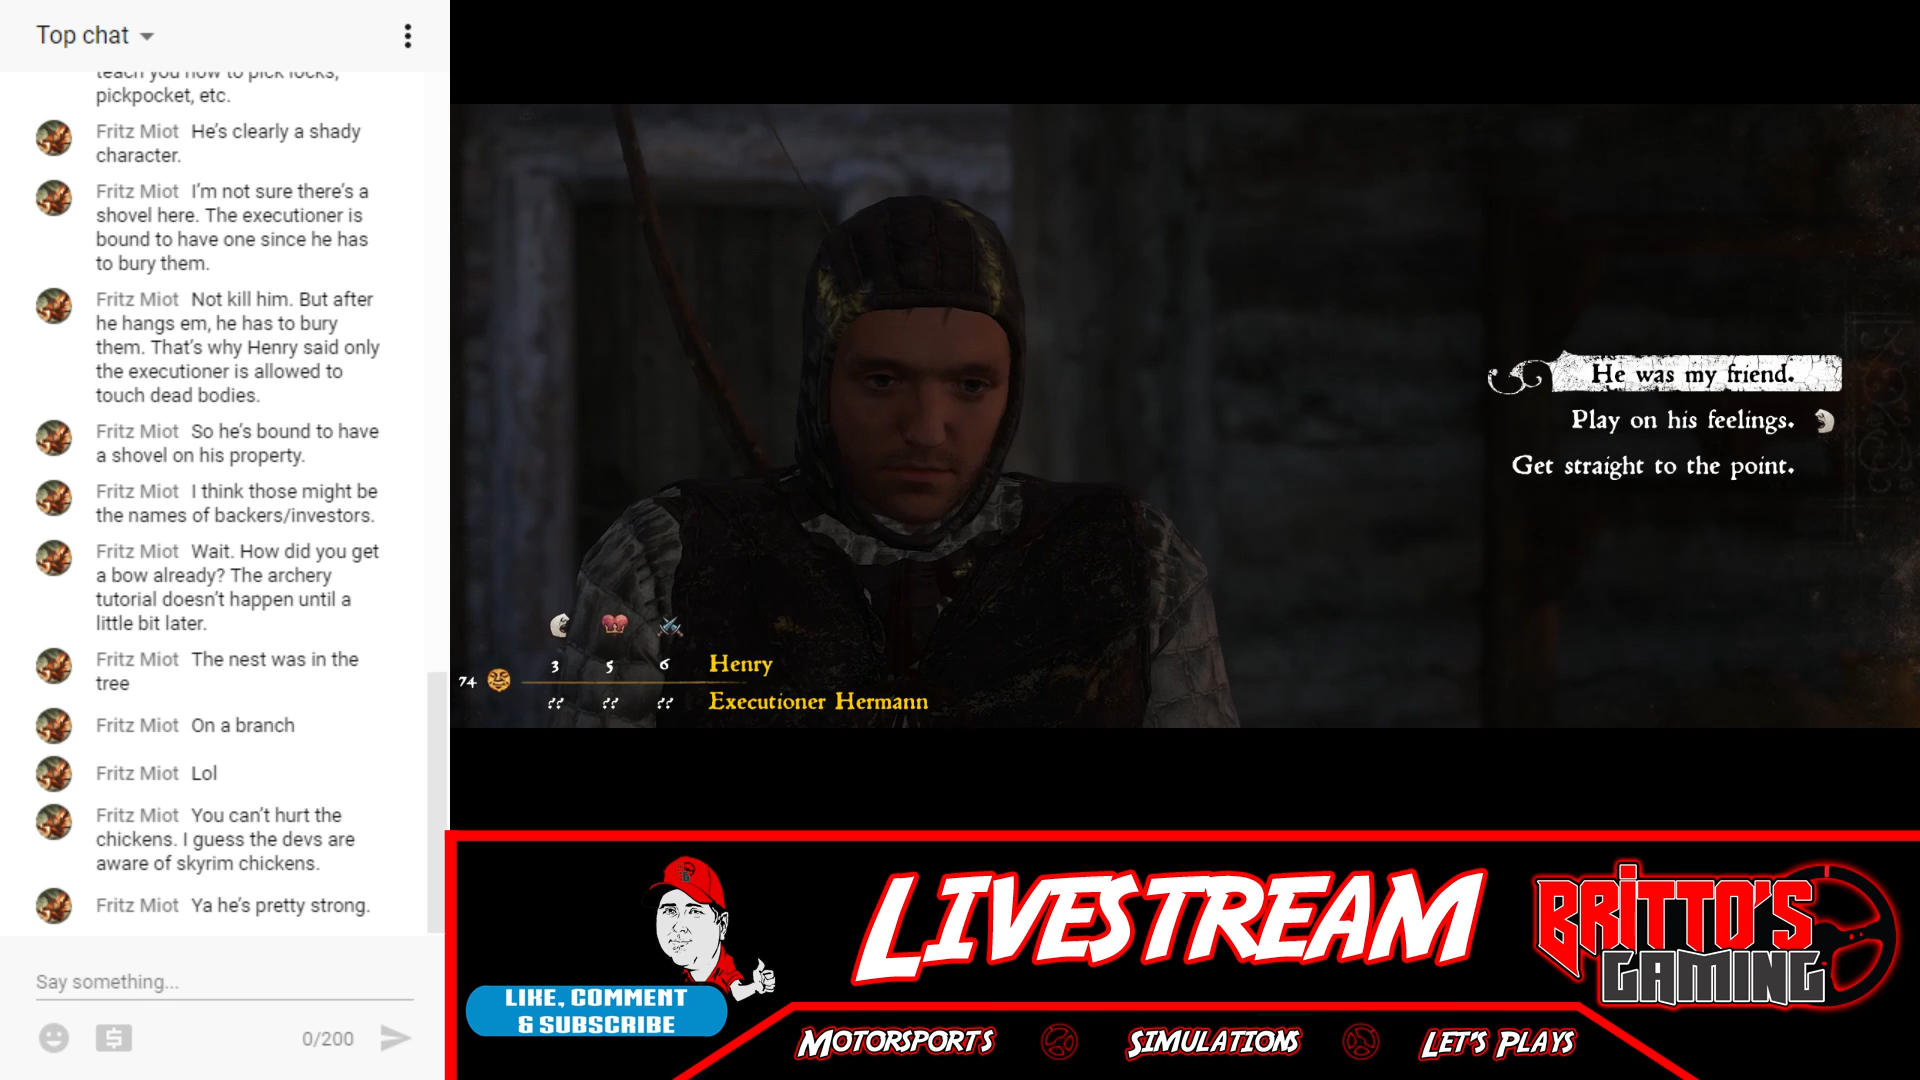 Top chat
teach you how to pick locks,
pickpocket, etc.
Fritz Miot He's clearly a shady
character.
Fritz Miot I'm not sure there's a
shovel here. The executioner is
bound to have one since he has
to bury them.
Fritz Miot Not kill him. But after
he hangs em, he has to bury
them. That's why Henry said only
the executioner is allowed to
touch dead bodies.
Fritz Miot So he's bound to have
a shovel on his property.
Fritz Miot I think those might be
the names of backers/investors.
Fritz Miot Wait. How did you get
a bow already? The archery
tutorial doesn't happen until a
little bit later.
Fritz Miot The nest was in the
tree
Fritz Miot On a branch
Fritz Miot Lol
Fritz Miot You can't hurt the
chickens. I guess the devs are
aware of skyrim chickens.
Fritz Miot Ya he's pretty strong.
Say something...
0/200
He was my friend.
Play on his feelings.
Get straight to the point.
3 5 6 Henry
74
?? ?? ?? Executioner Hermann
LIKE, COMMENT
& SUBSCRIBE
LIVESTREAM
BRITTO'S
GAMING
MOTORSPORTS SIMULATIONS LET'S PLAYS